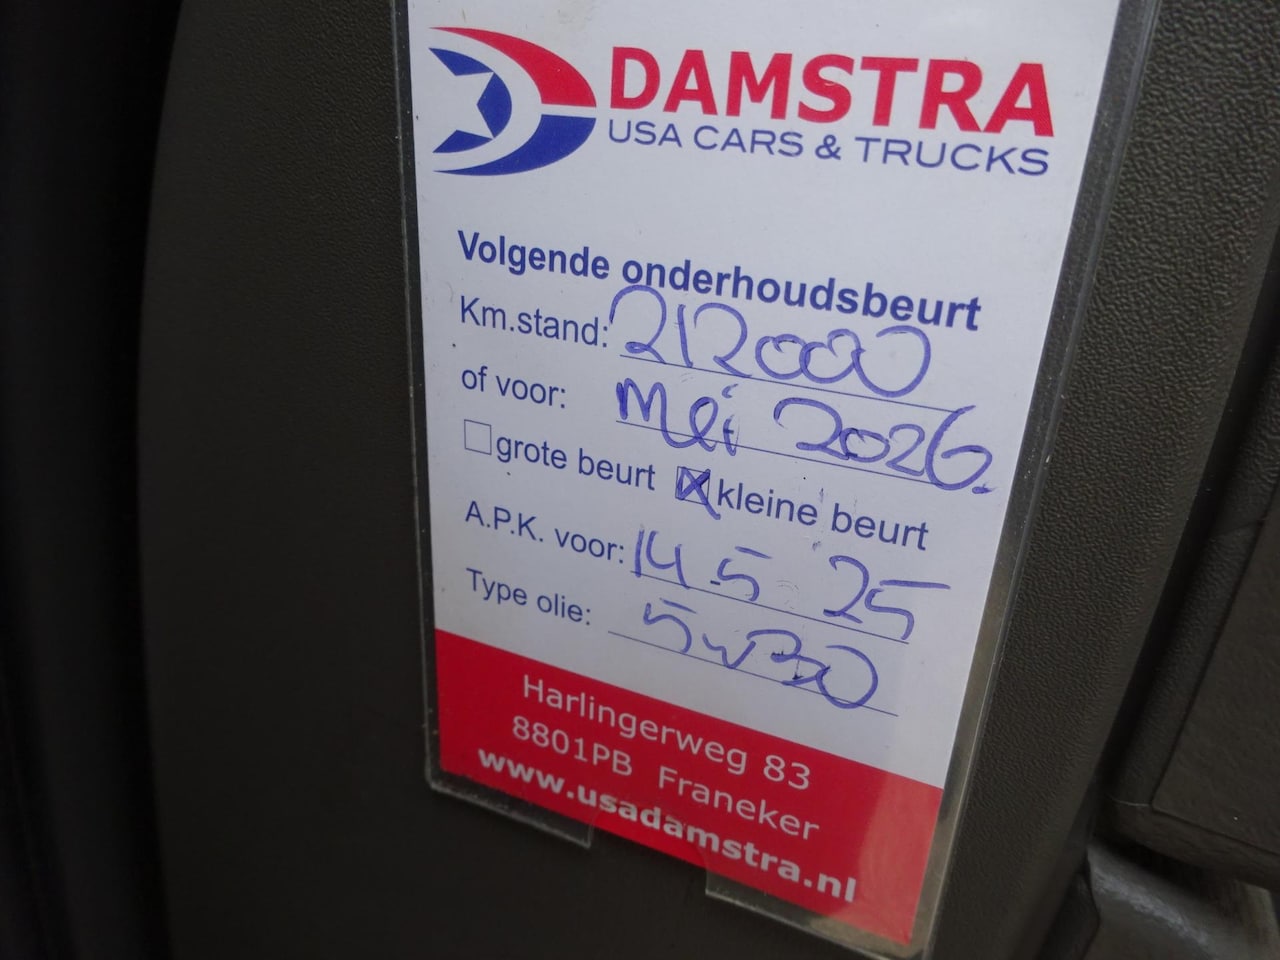 DAMSTRA
USA CARS & TRUCKS
Volgende onderhoudsbeurt
Km.stand: 212000
of voor: Mei 2026.
grote beurt kleine beurt
A.P.K. voor: 14 5 25
Type olie: 5w30
Harlingerweg 83
8801PB Franeker
www.usadamstra.nl